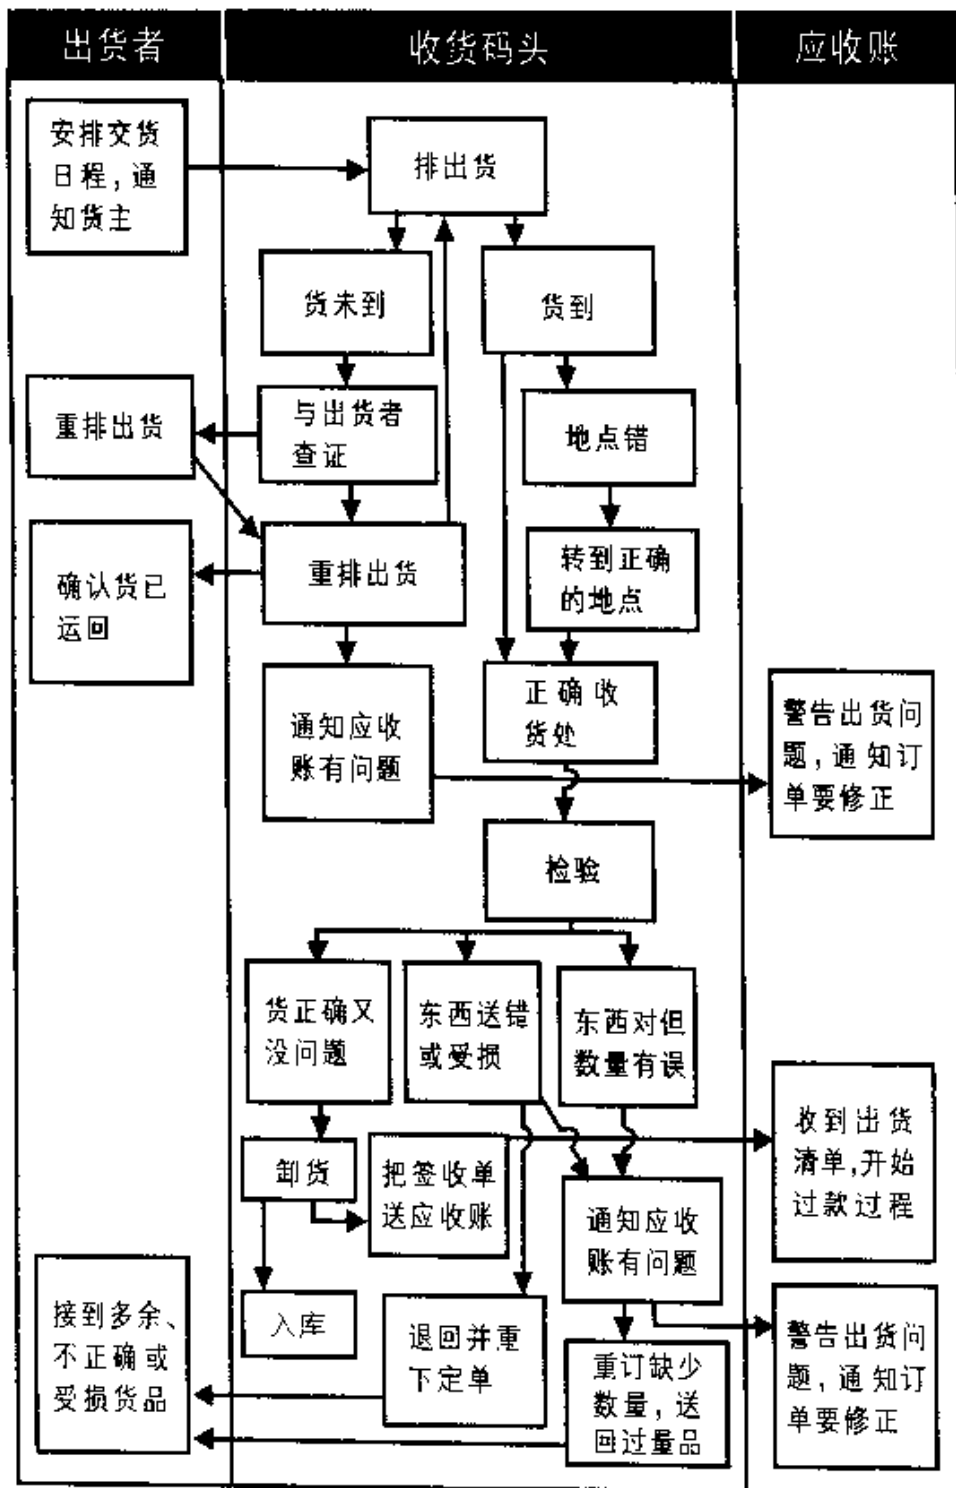 出货者
收货码头
应收账
安排交货
日程，通
知货主
排出货
货未到
货到
重排出货
与出货者
查证
地点错
确认货已
运回
重排出货
转到正确
的地点
通知应收
账有问题
正确收
货处
警告出货问
题，通知订
单要修正
检验
货正确又
没问题
东西送错
或受损
东西对但
数量有误
卸货
把签收单
送应收账
通知应收
账有问题
收到出货
清单,开始
过款过程
接到多余、
不正确或
受损货品
入库
退回并重
下定单
重订缺少
数量，送
回过量品
警告出货问
题，通知订
单要修正